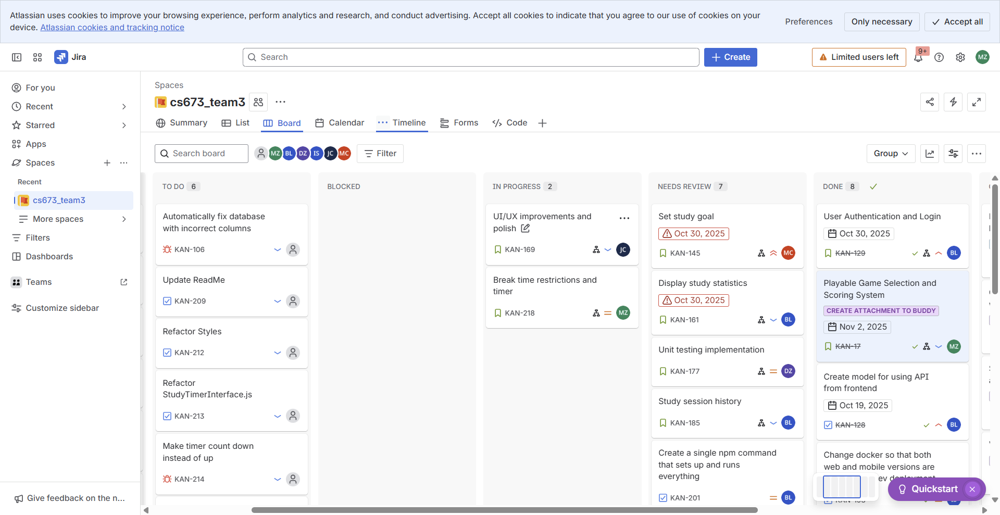 Atlassian uses cookies to improve your browsing experience, perform analytics and research, and conduct advertising. Accept all cookies to indicate that you agree to our use of cookies on your
device. Atlassian cookies and tracking notice
Preferences
Only necessary
Accept all
Jira
Search
Create
Limited users left
9+
MZ
For you
Recent
Starred
Apps
Spaces
Recent
cs673_team3
More spaces
Filters
Dashboards
Teams
Customize sidebar
Give feedback on the n...
Spaces
cs673_team3
Summary
List
Board
Calendar
Timeline
Forms
Code
Search board
MZ
BL
DZ
IS
JC
MC
Filter
Group
TO DO 6
Automatically fix database
with incorrect columns
KAN-106
Update ReadMe
KAN-209
Refactor Styles
KAN-212
Refactor
StudyTimerInterface.js
KAN-213
Make timer count down
instead of up
KAN-214
BLOCKED
IN PROGRESS 2
UI/UX improvements and
polish
KAN-169
JC
Break time restrictions and
timer
KAN-218
MZ
NEEDS REVIEW 7
Set study goal
Oct 30, 2025
KAN-145
MC
Display study statistics
Oct 30, 2025
KAN-161
BL
Unit testing implementation
KAN-177
DZ
Study session history
KAN-185
BL
Create a single npm command
that sets up and runs
everything
KAN-201
BL
DONE 8
User Authentication and Login
Oct 30, 2025
KAN-129
BL
Playable Game Selection and
Scoring System
CREATE ATTACHMENT TO BUDDY
Nov 2, 2025
KAN-17
MZ
Create model for using API
from frontend
Oct 19, 2025
KAN-128
BL
Change docker so that both
web and mobile versions are
Quickstart